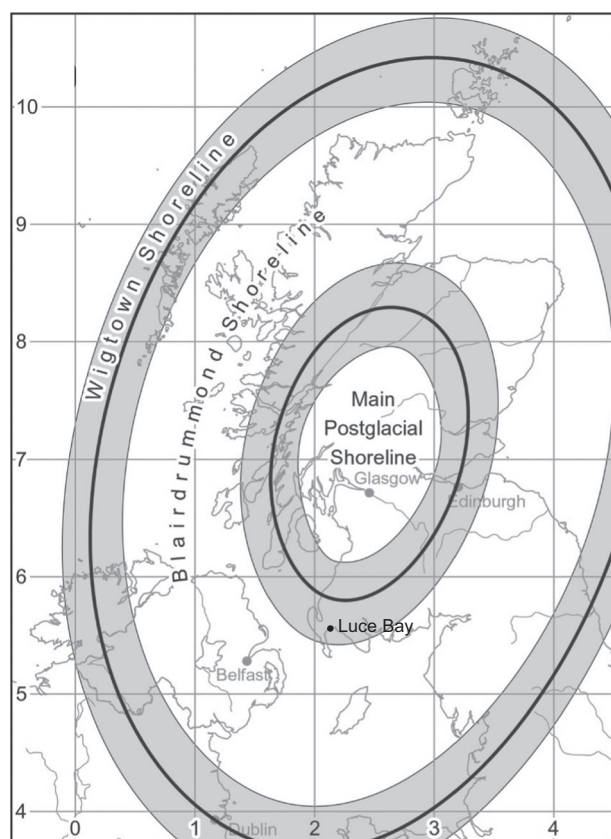 10
9
8
7
6
5
4
0
1
2
3
4
Wigtown Shoreline
Blairdrummond Shoreline
Main
Postglacial
Shoreline
Glasgow
Edinburgh
Luce Bay
Belfast
Dublin